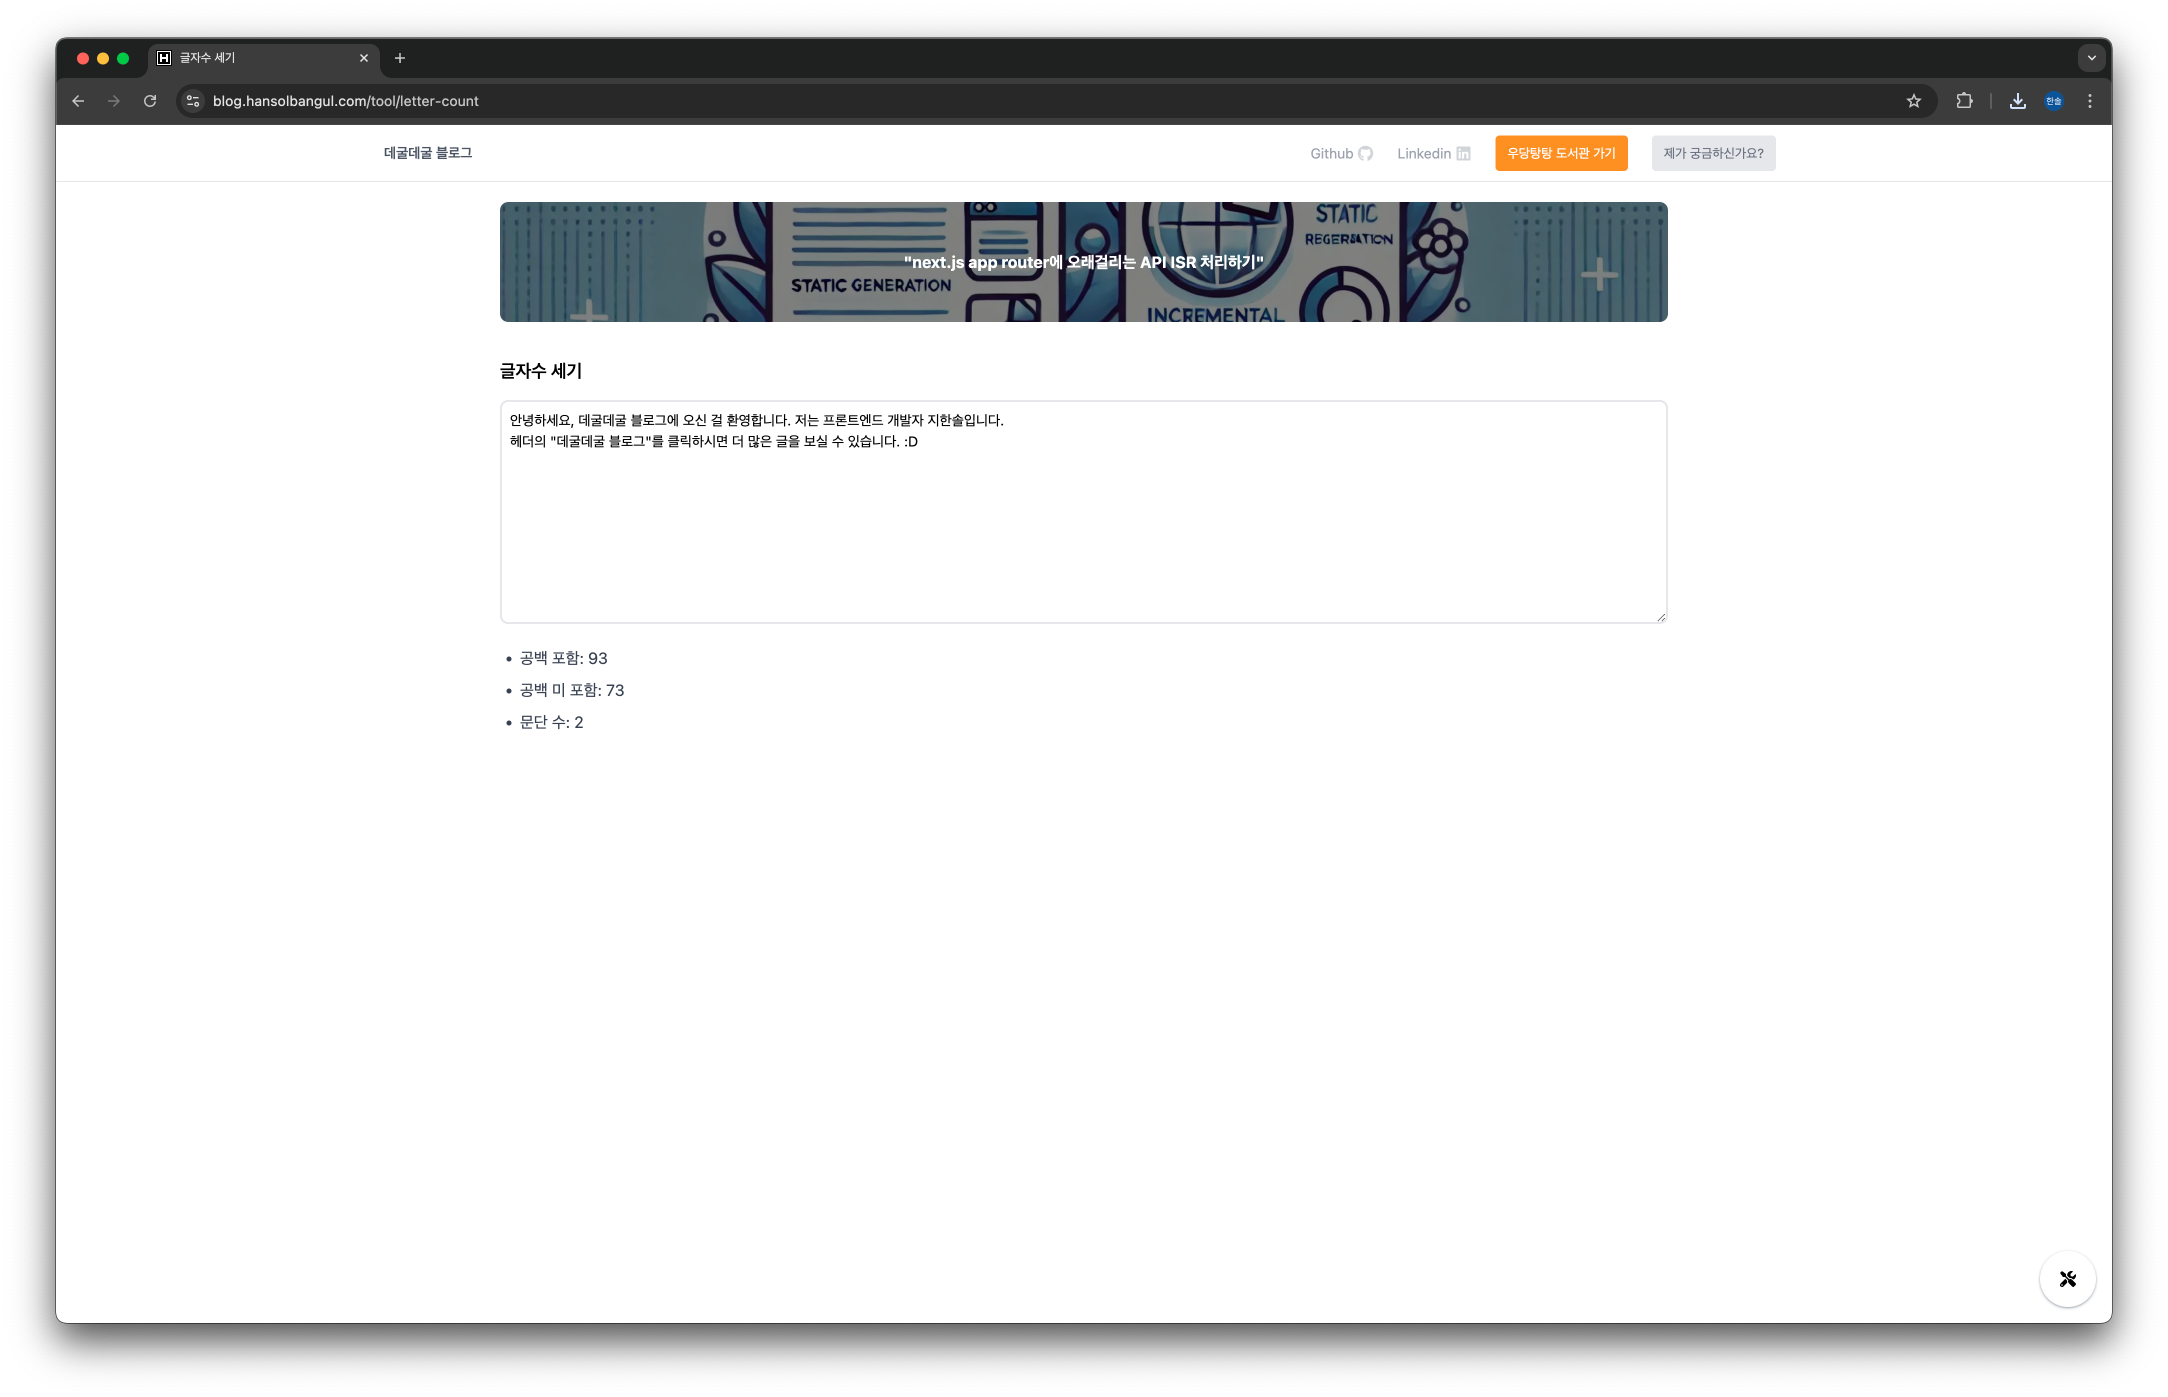 글자수 세기
blog.hansolbangul.com/tool/letter-count
한솔
데굴데굴 블로그
Github
Linkedin
우당탕탕 도서관 가기
제가 궁금하신가요?
STATIC
REGERATION
"next.js app router에 오래걸리는 API ISR 처리하기"
STATIC GENERATION
INCREMENTAL
글자수 세기
안녕하세요, 데굴데굴 블로그에 오신 걸 환영합니다. 저는 프론트엔드 개발자 지한솔입니다.
헤더의 "데굴데굴 블로그"를 클릭하시면 더 많은 글을 보실 수 있습니다. :D
공백 포함: 93
공백 미 포함: 73
문단 수: 2